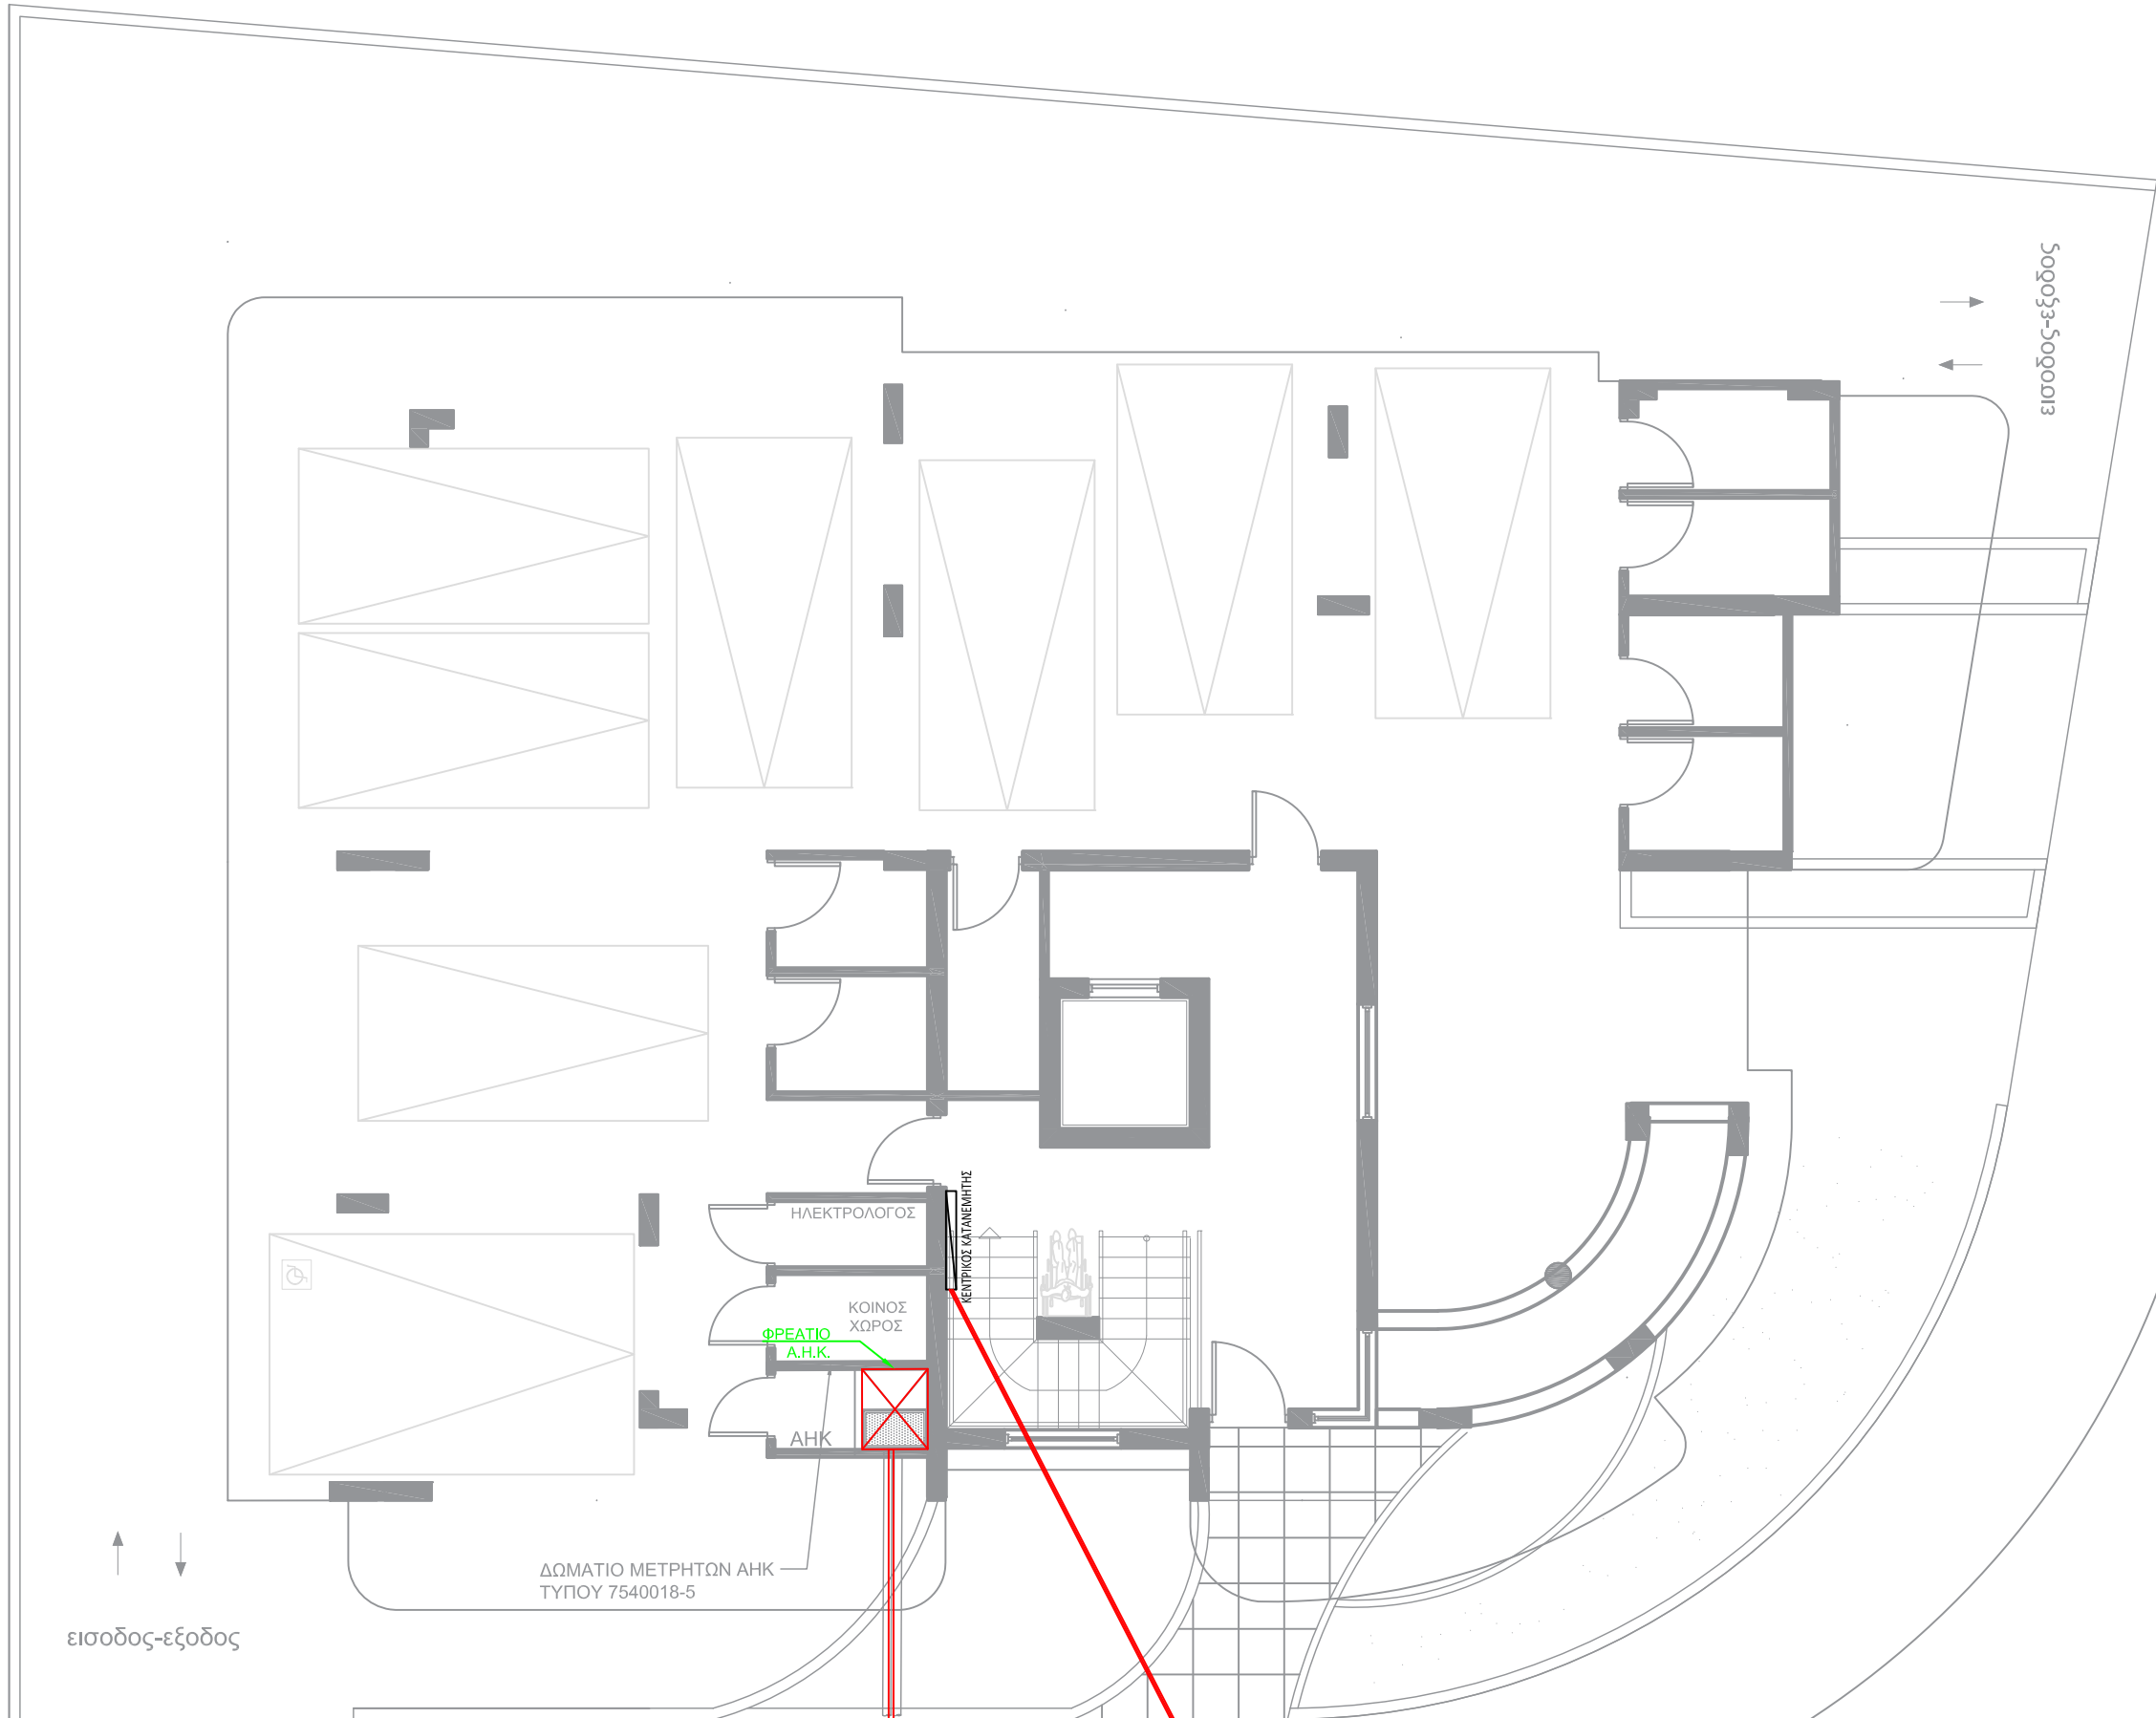 εισοδος-εξοδος
ΗΛΕΚΤΡΟΛΟΓΟΣ
ΚΕΝΤΡΙΚΟΣ ΚΑΤΑΝΕΜΗΤΗΣ
ΚΟΙΝΟΣ
ΧΩΡΟΣ
ΦΡΕΑΤΙΟ
Α.Η.Κ.
ΑΗΚ
ΔΩΜΑΤΙΟ ΜΕΤΡΗΤΩΝ ΑΗΚ
ΤΥΠΟΥ 7540018-5
εισοδος-εξοδος